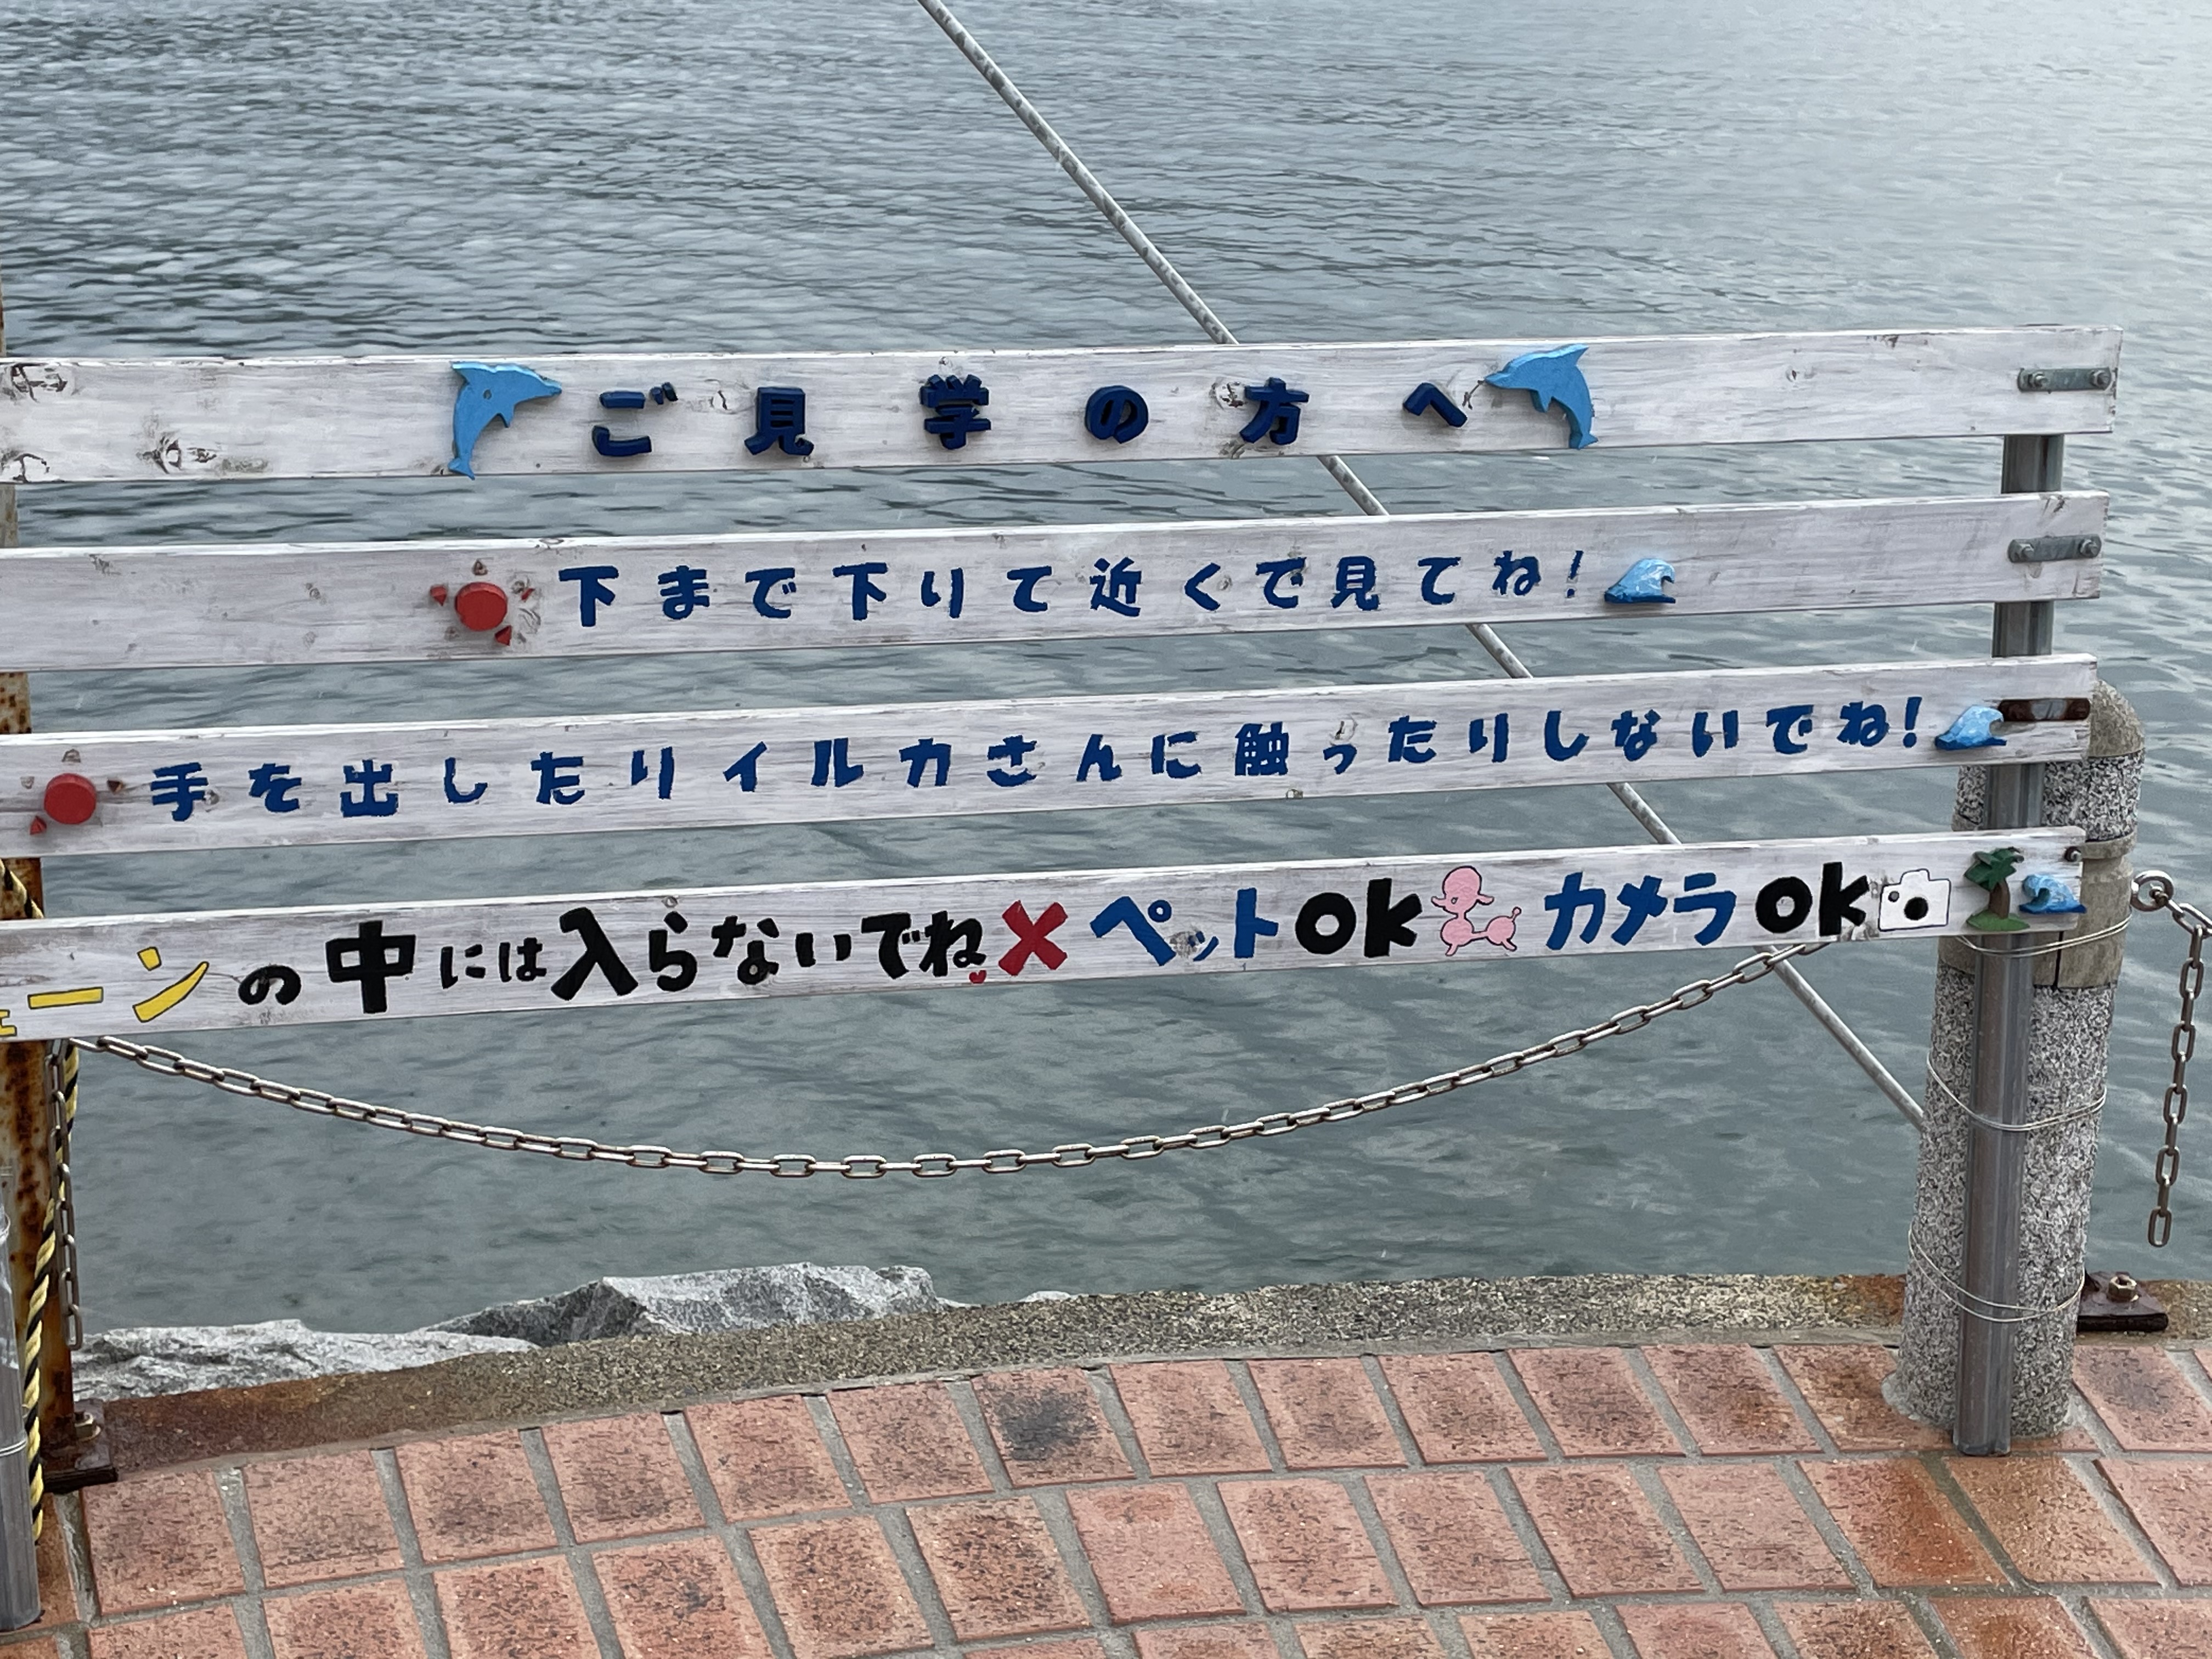 ご見学の方へ
下まで下りて近くで見てね!
手を出したりイルカさんに触ったりしないでね!
ェーンの中には入らないでね ペットOK カメラOK